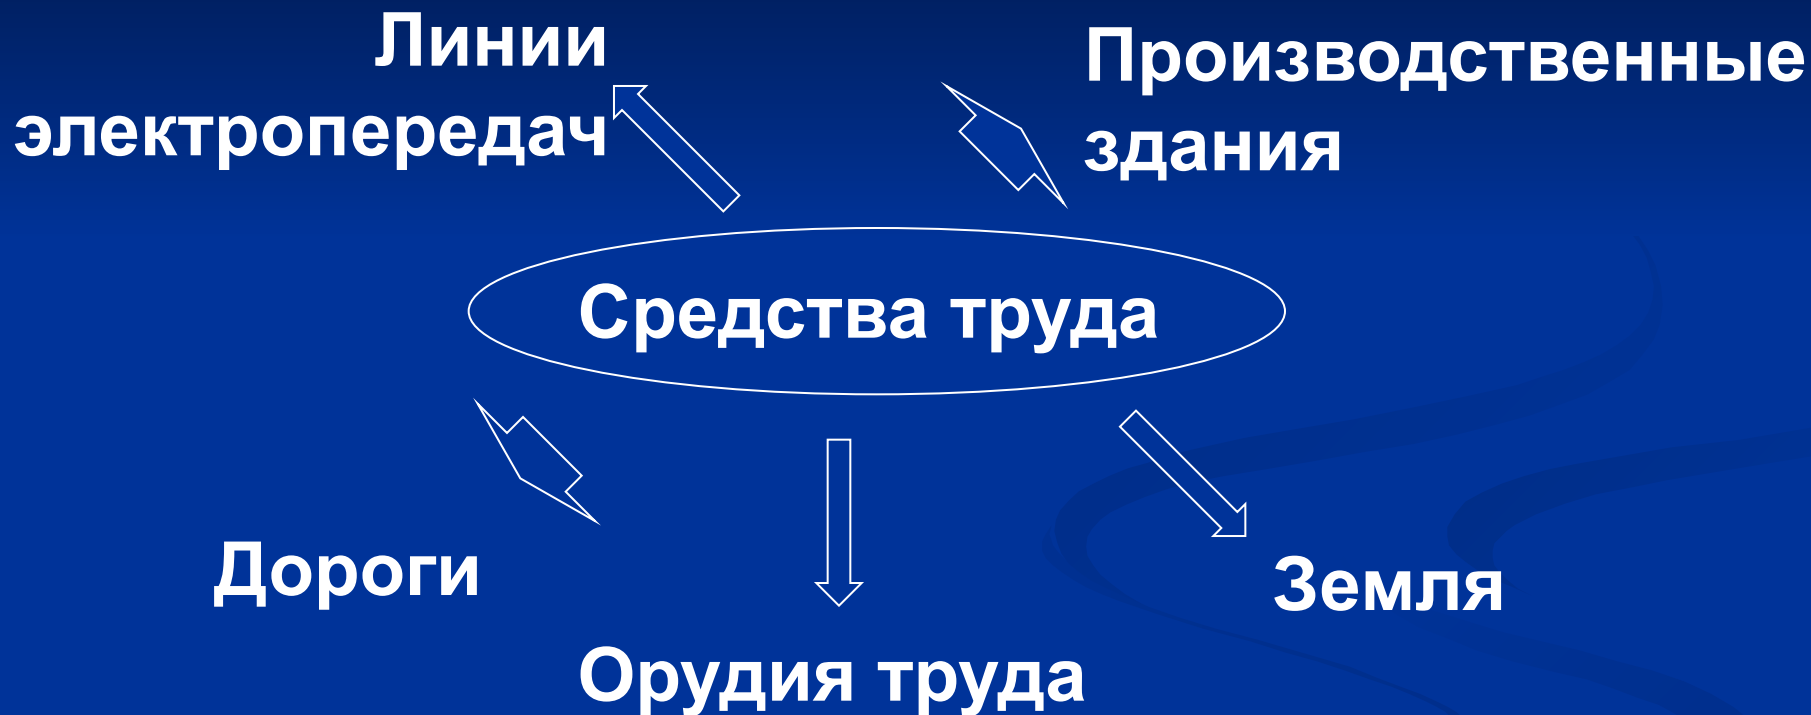 Линии
электропередач
Производственные
здания
Средства труда
Дороги
Земля
Орудия труда